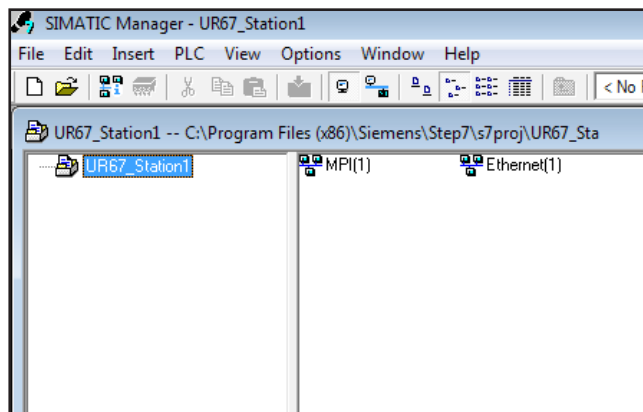 SIMATIC Manager - UR67_Station1
File Edit Insert PLC View Options Window Help
< No
UR67_Station1 -- C:\Program Files (x86)\Siemens\Step7\s7proj\UR67_Sta
UR67_Station1
MPI(1) Ethernet(1)